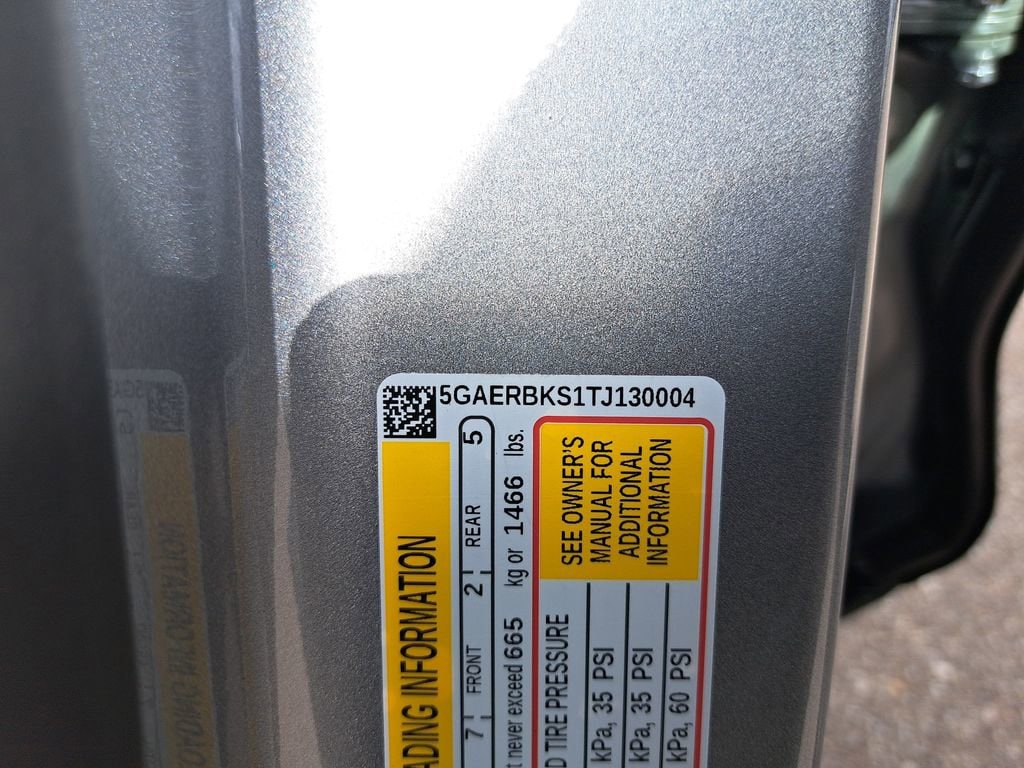 5GAERBKS1TJ130004
ADING INFORMATION
7 FRONT 2 REAR 5
never exceed 665 kg or 1466 lbs.
SEE OWNER'S
MANUAL FOR
ADDITIONAL
INFORMATION
TIRE PRESSURE
kPa, 35 PSI
kPa, 35 PSI
kPa, 60 PSI